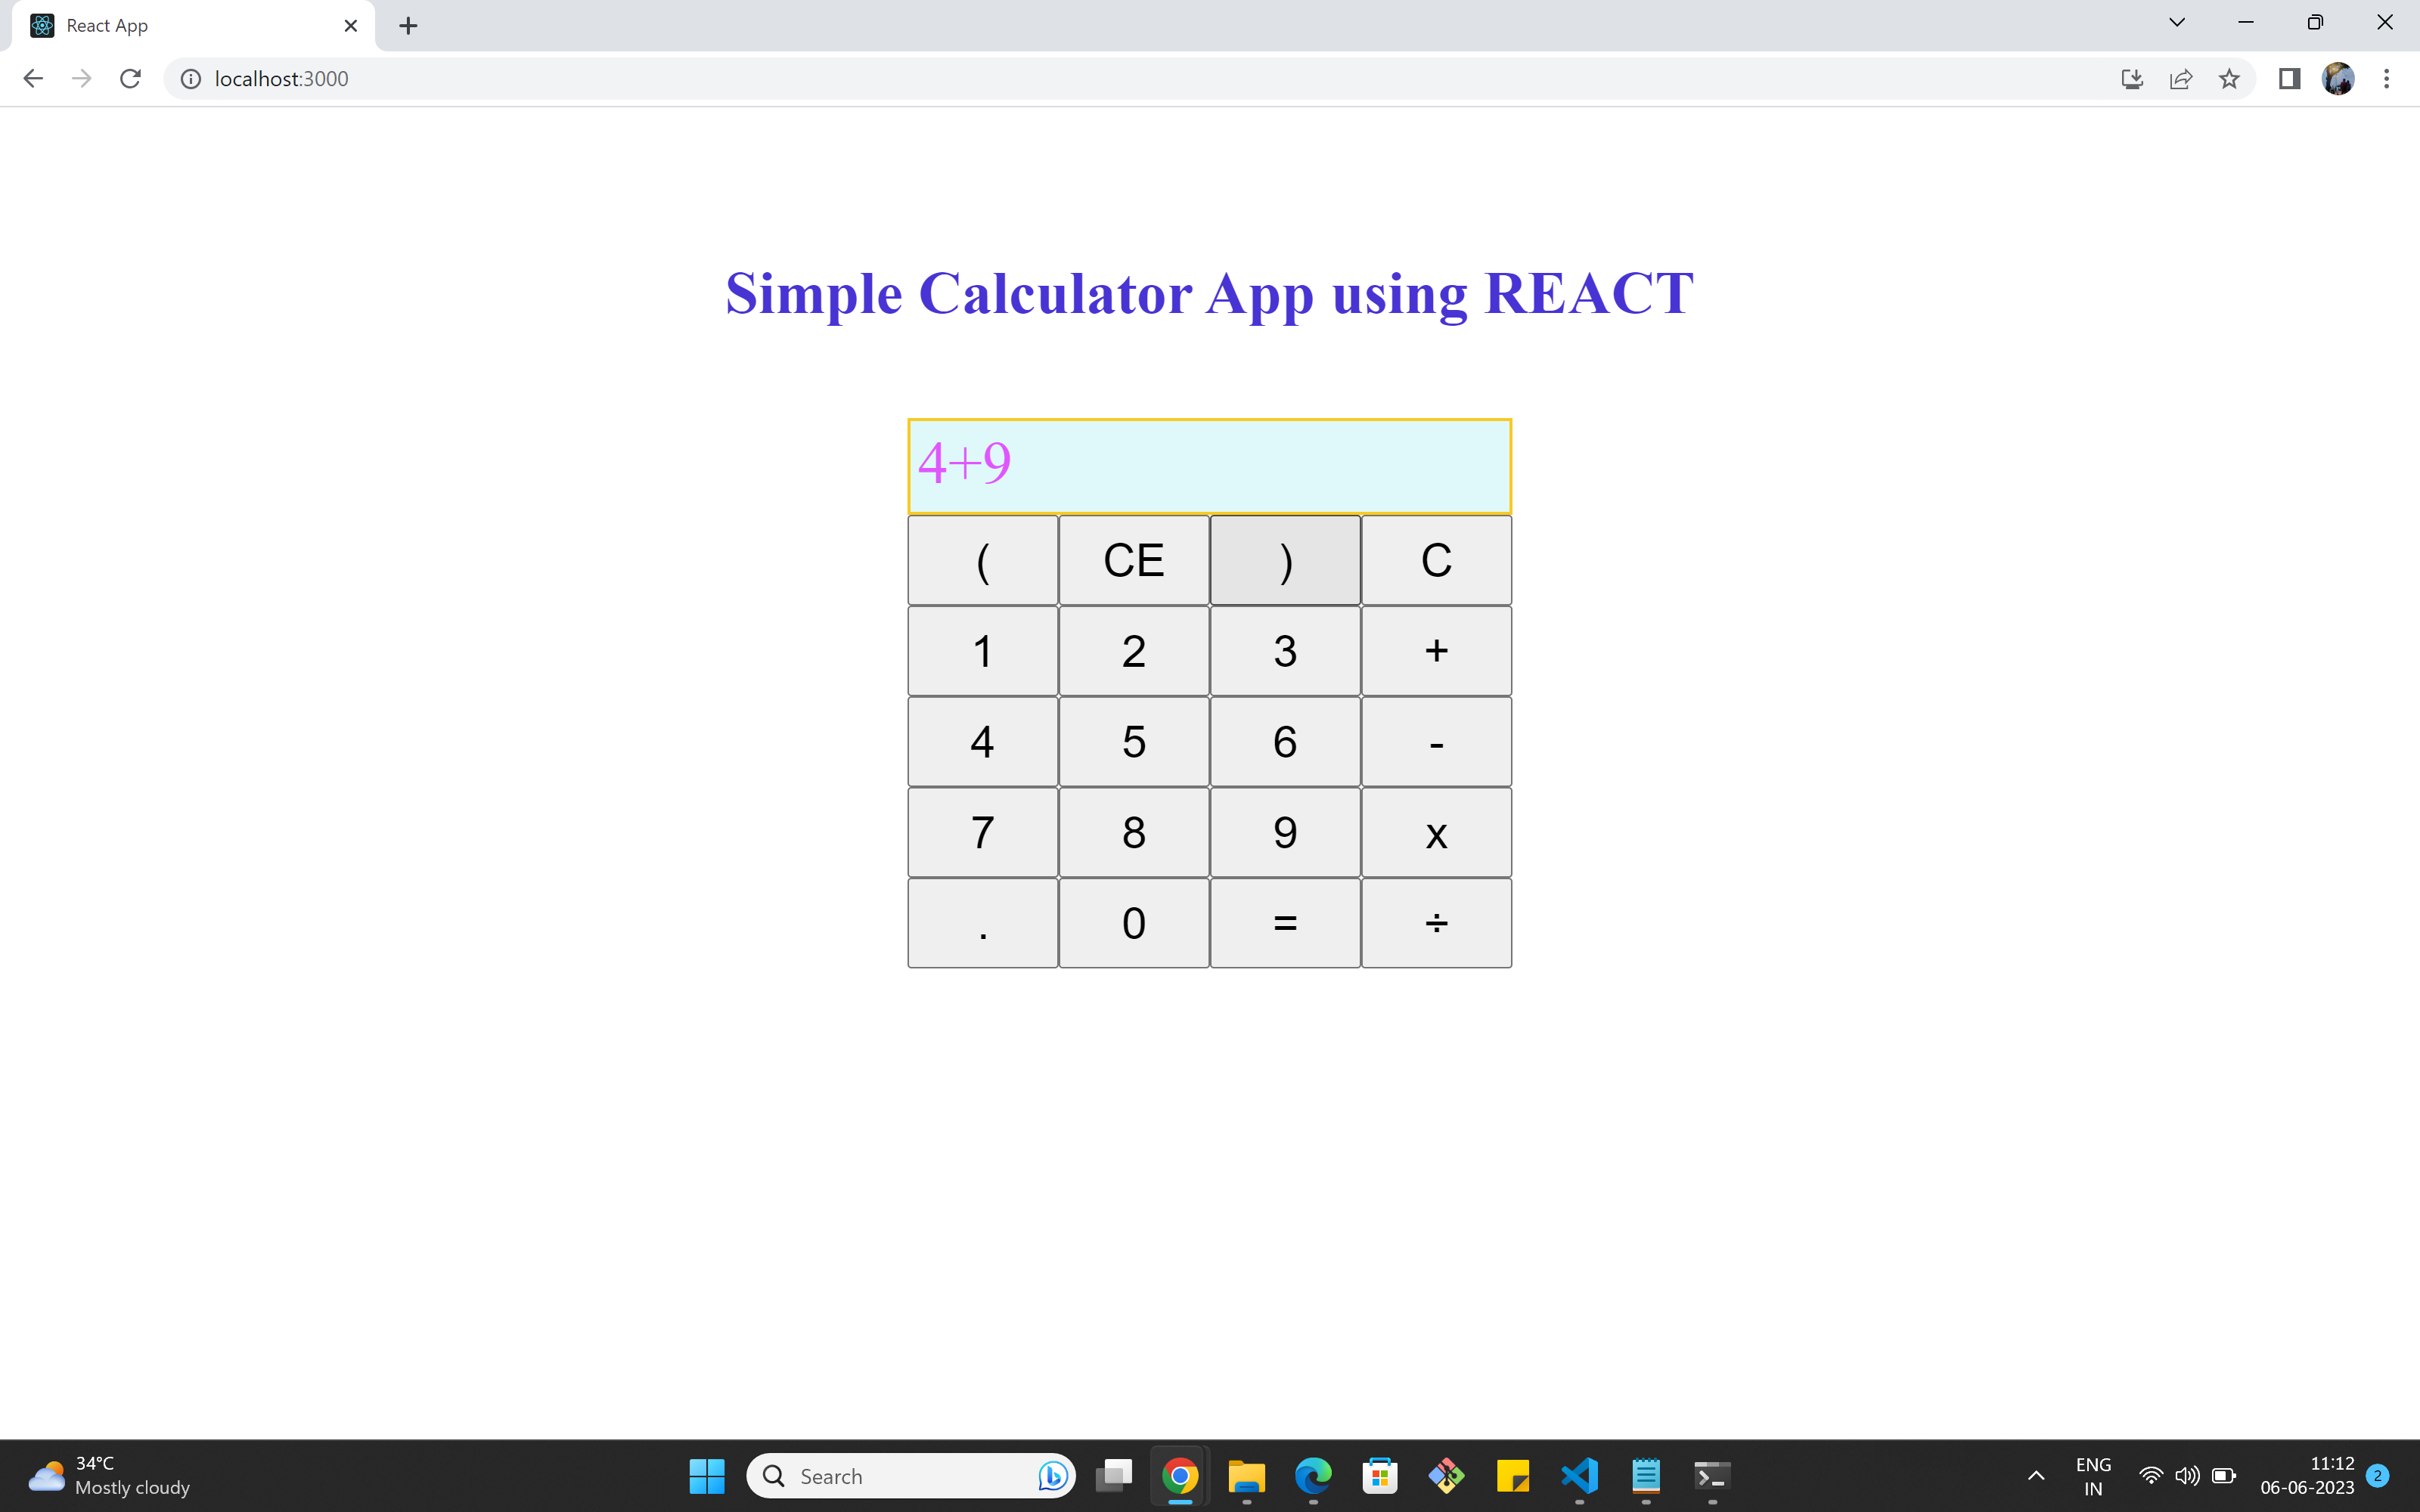 React App
localhost:3000
Simple Calculator App using REACT
4+9
( CE ) C
1 2 3 +
4 5 6 -
7 8 9 x
. 0 = ÷
34°C
Mostly cloudy
Search
ENG
IN
11:12
06-06-2023
2